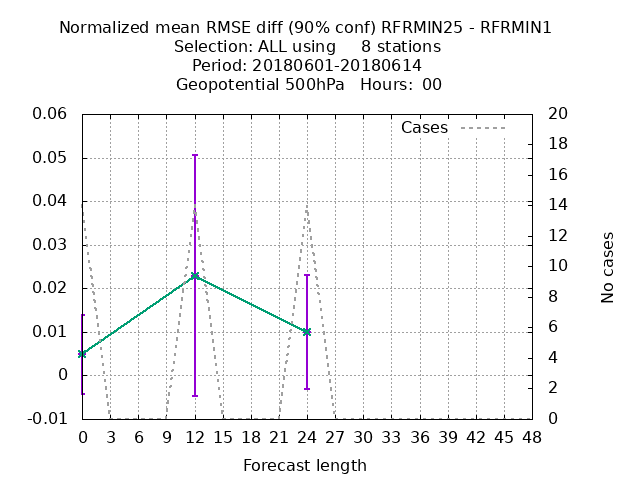 Normalized mean RMSE diff (90% conf) RFRMIN25 - RFRMIN1
Selection: ALL using     8 stations
Period: 20180601-20180614
Geopotential 500hPa   Hours:  00
Cases
0.06
0.05
0.04
0.03
0.02
0.01
0
-0.01
20
18
16
14
12
10
8
6
4
2
0
No cases
0 3 6 9 12 15 18 21 24 27 30 33 36 39 42 45 48
Forecast length